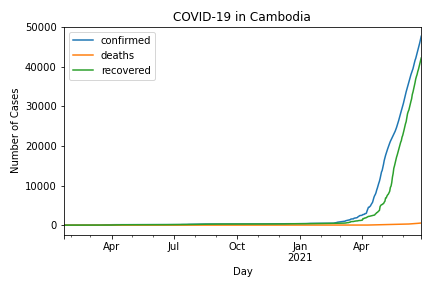 COVID-19 in Cambodia
confirmed
deaths
recovered
Number of Cases
50000
40000
30000
20000
10000
0
Apr
Jul
Oct
Jan
2021
Apr
Day